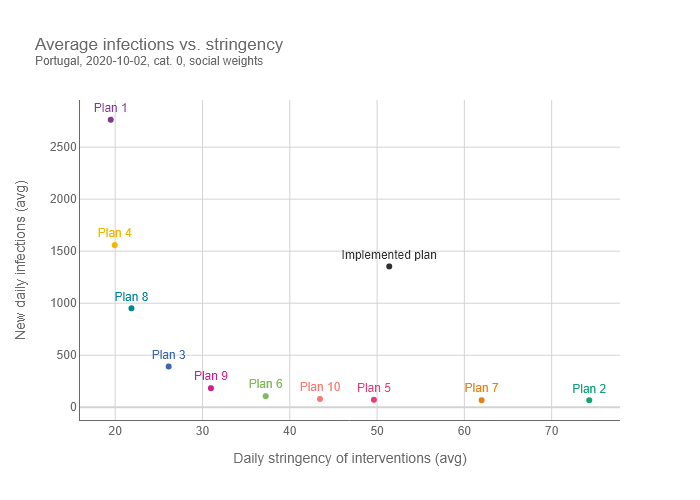 Average infections vs. stringency
Portugal, 2020-10-02, cat. 0, social weights
Plan 1
2500
2000
Plan 4
1500
Implemented plan
Plan 8
1000
Plan 3
500
Plan 9
Plan 6
Plan 10
Plan 5
Plan 7
Plan 2
0
20
30
40
50
60
70
New daily infections (avg)
Daily stringency of interventions (avg)